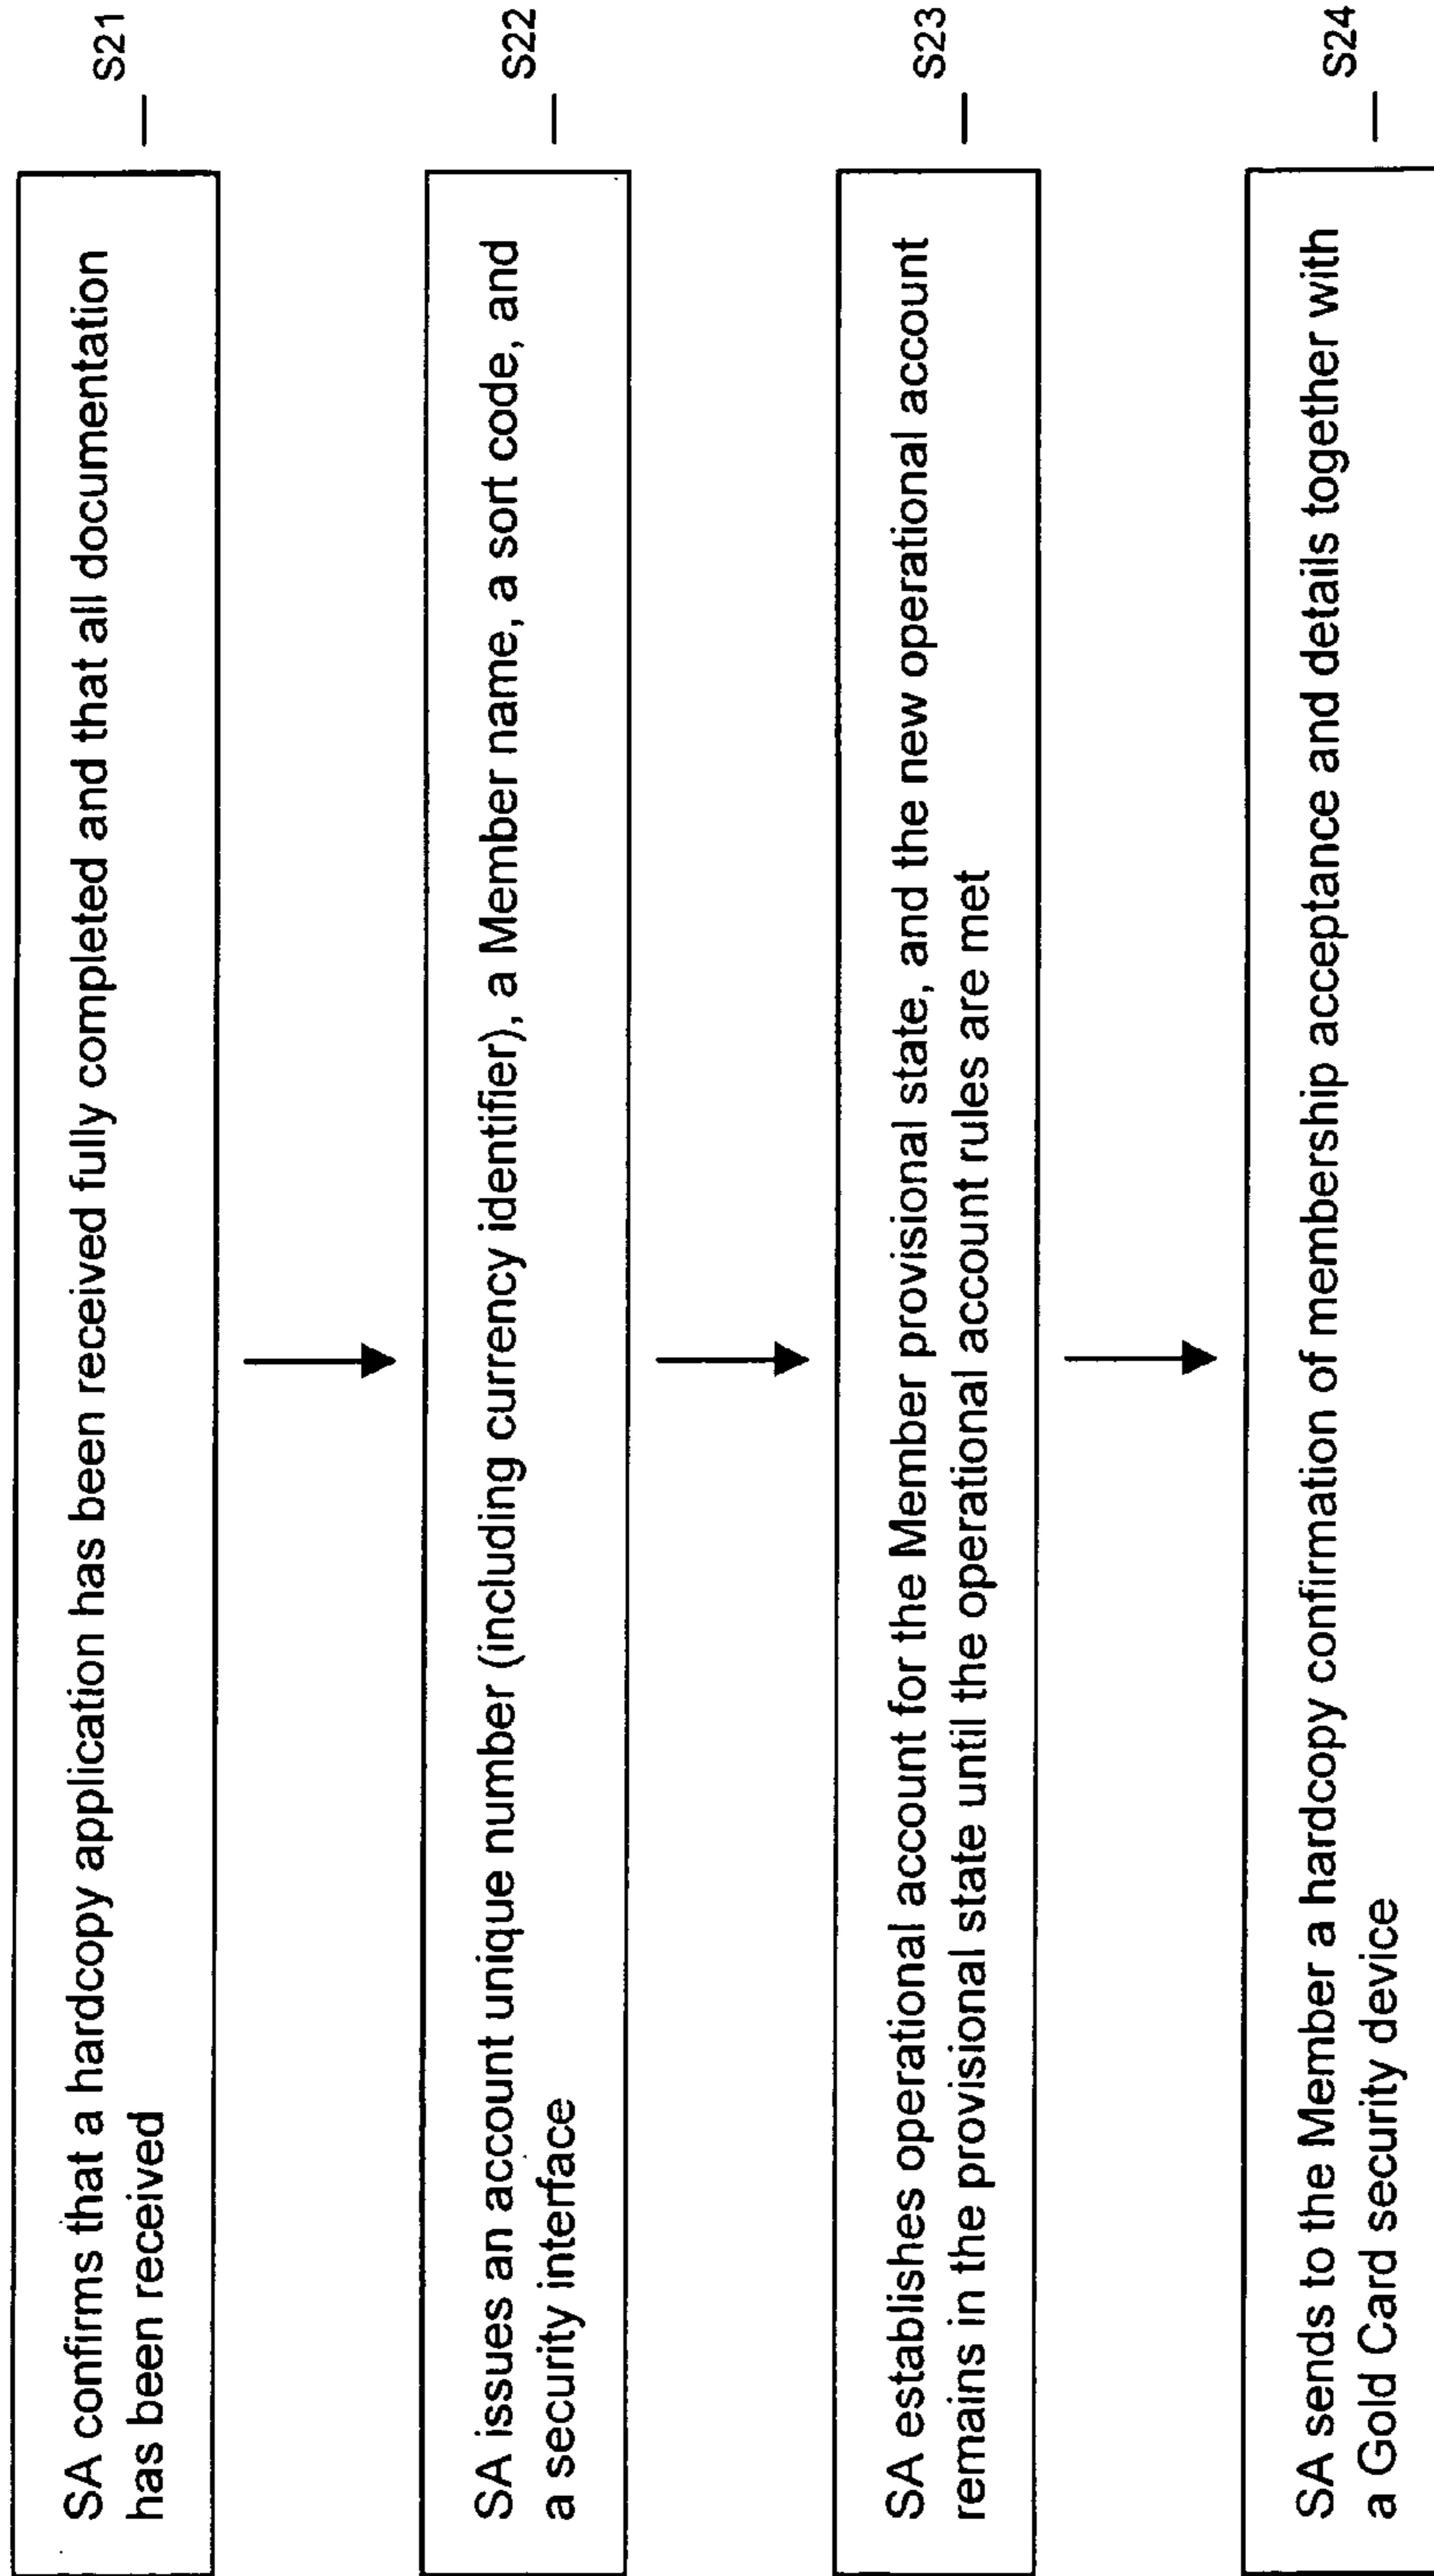 SA confirms that a hardcopy application has been received fully completed and that all documentation
has been received
S21
SA issues an account unique number (including currency identifier), a Member name, a sort code, and
a security interface
S22
SA establishes operational account for the Member provisional state, and the new operational account
remains in the provisional state until the operational account rules are met
S23
SA sends to the Member a hardcopy confirmation of membership acceptance and details together with
a Gold Card security device
S24